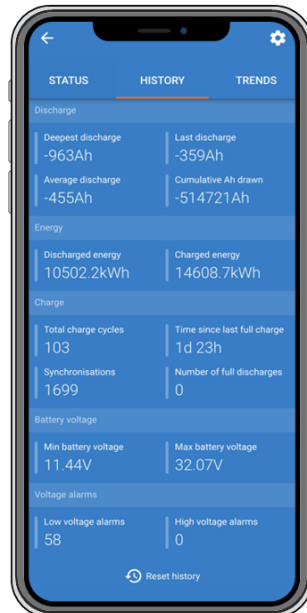 STATUS HISTORY TRENDS
Discharge
Deepest discharge Last discharge
-963Ah -359Ah
Average discharge Cumulative Ah drawn
-455Ah -514721Ah
Energy
Discharged energy Charged energy
10502.2kWh 14608.7kWh
Charge
Total charge cycles Time since last full charge
103 1d 23h
Synchronisations Number of full discharges
1699 0
Battery voltage
Min battery voltage Max battery voltage
11.44V 32.07V
Voltage alarms
Low voltage alarms High voltage alarms
58 0
Reset history